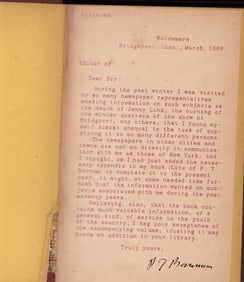 Waldemere
Bridgeport, Conn., March, 1888
Editor of
Dear Sir:
During the past winter I was visited
by so many newspaper representatives
seeking information on such subjects as
the death of Jenny Lind, the burning of
the winter quarters of the show at
Bridgeport, and others, that I found my-
self almost unequal to the task of sup-
plying it to so many different persons.
The newspapers in other cities and
towns are not so directly in communica-
tion with me as those of New York, and
I thought, as I had just added the neces-
sary appendix to my book (Life of P. T.
Barnum) to complete it to the present
year, it might, at some needed time fur-
nish just the information wanted on sub-
jects associated with me during the past
seventy years.
Believing, also, that the book con-
tains much valuable information, of a
general kind, of service to the youth
of the country, I beg your acceptance of
the accompanying volume, trusting it may
prove an addition to your library.
Truly yours,
P. T. Barnum